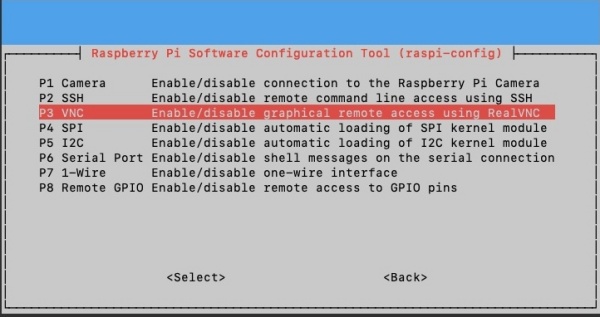 Raspberry Pi Software Configuration Tool (raspi-config)
P1 Camera Enable/disable connection to the Raspberry Pi Camera
P2 SSH Enable/disable remote command line access using SSH
P3 VNC Enable/disable graphical remote access using RealVNC
P4 SPI Enable/disable automatic loading of SPI kernel module
P5 I2C Enable/disable automatic loading of I2C kernel module
P6 Serial Port Enable/disable shell messages on the serial connection
P7 1-Wire Enable/disable one-wire interface
P8 Remote GPIO Enable/disable remote access to GPIO pins
<Select> <Back>